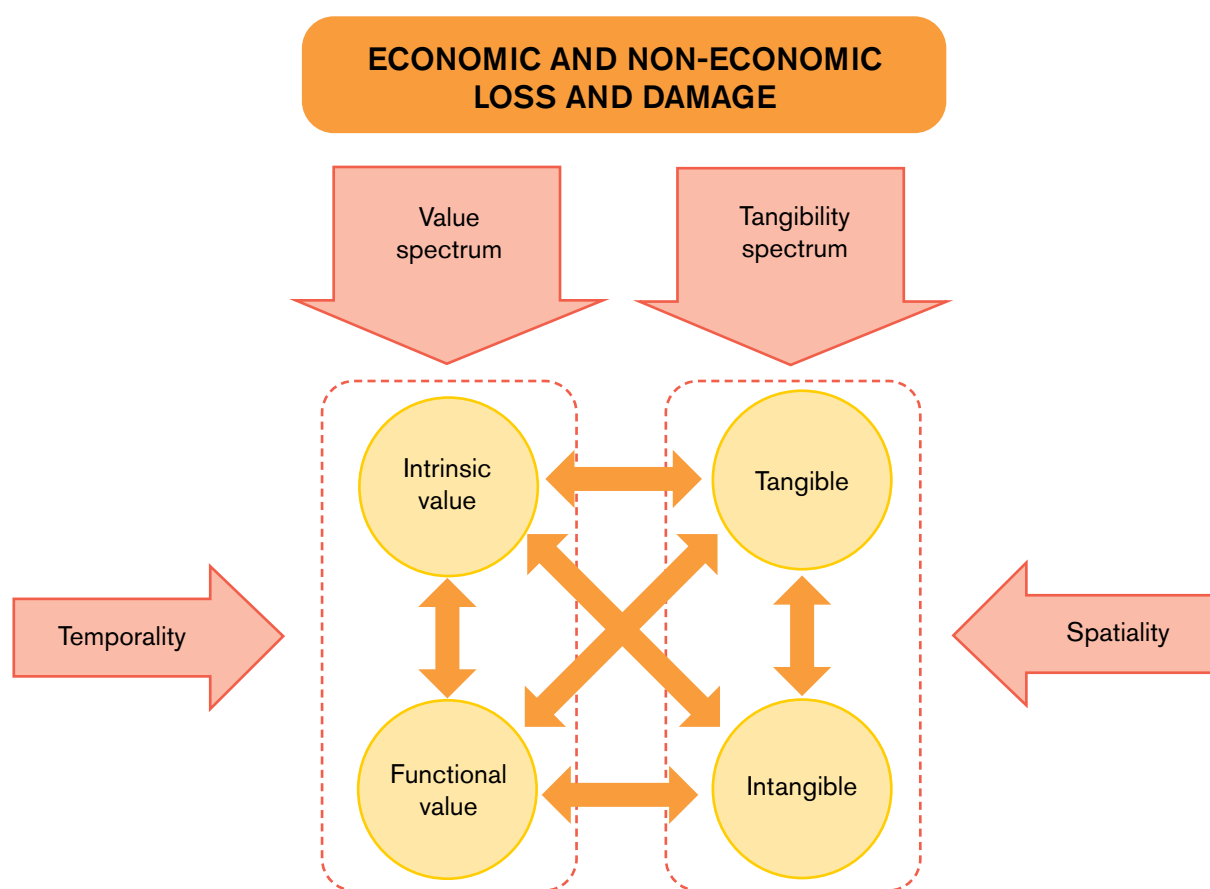 ECONOMIC AND NON-ECONOMIC
LOSS AND DAMAGE
Value
spectrum
Tangibility
spectrum
Intrinsic
value
Tangible
Temporality
Spatiality
Functional
value
Intangible